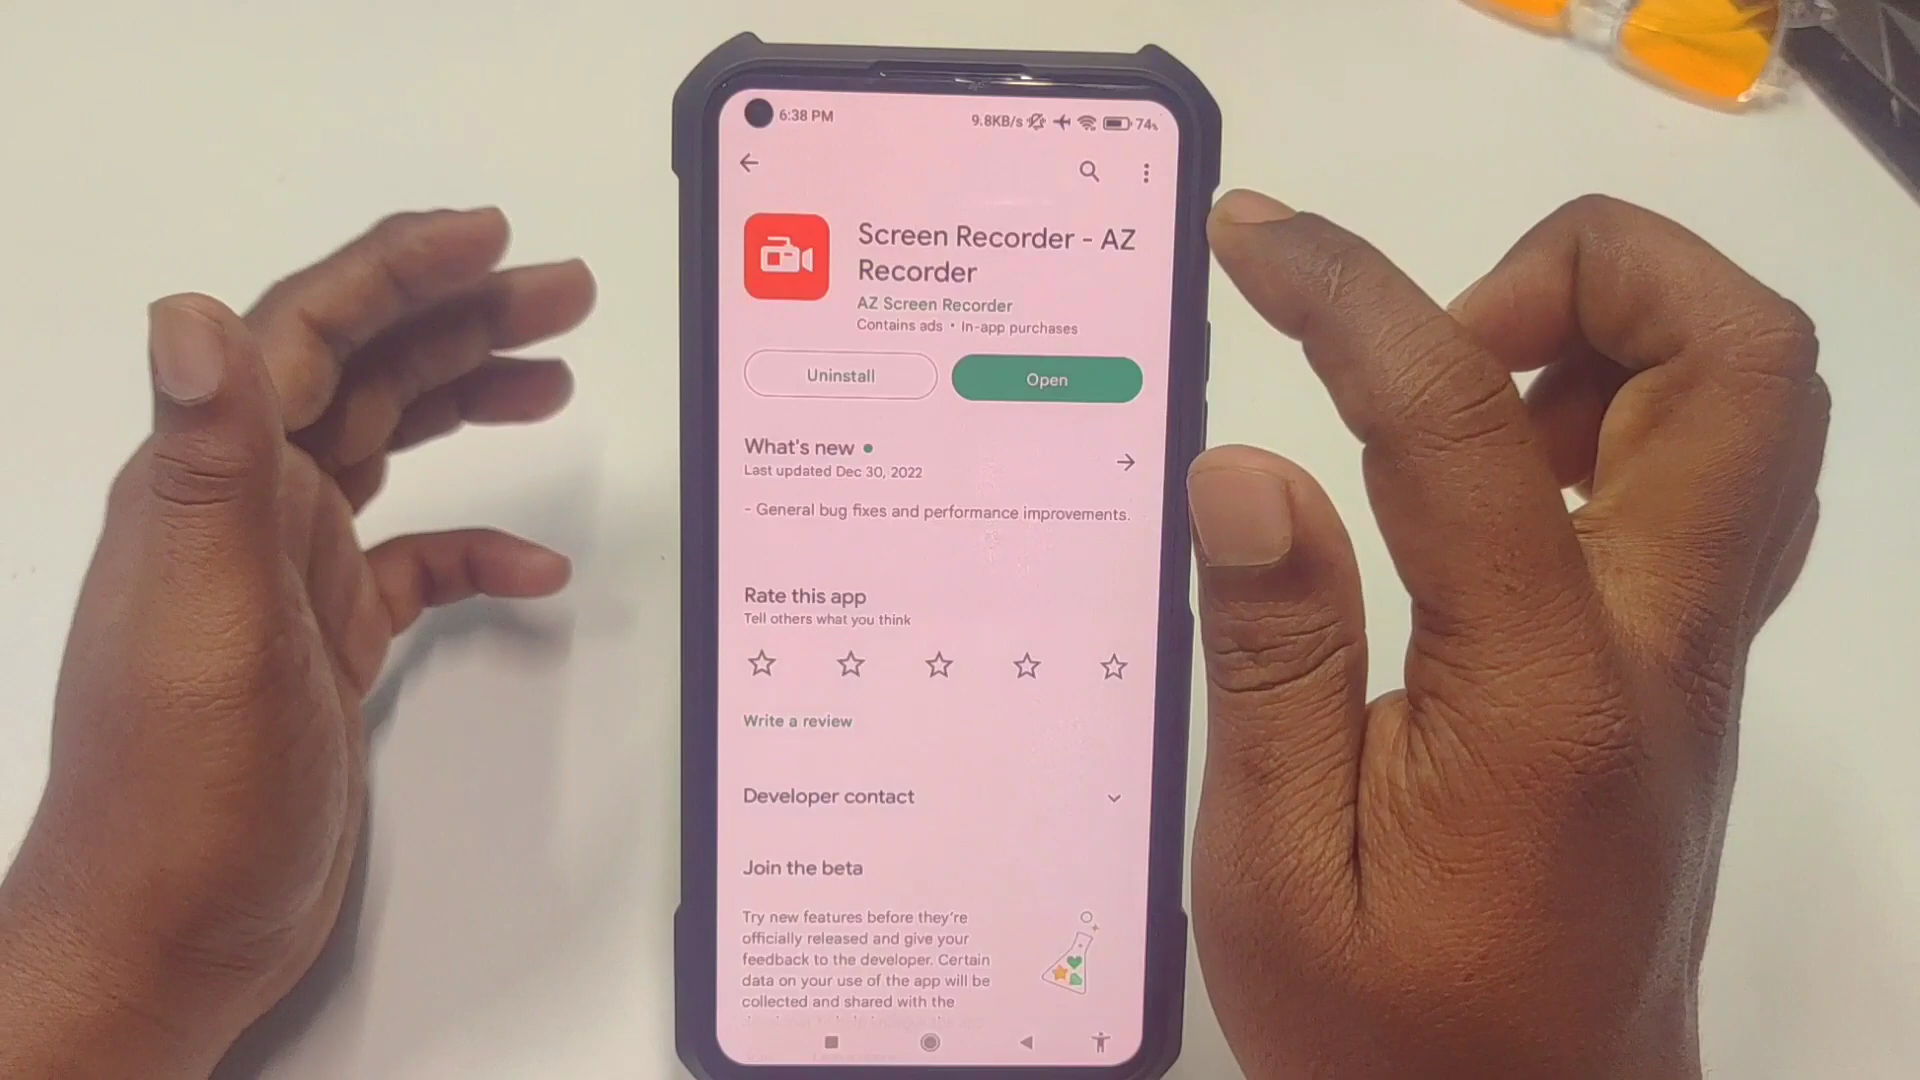 6:38 PM
9.8KB/s 74%
Screen Recorder - AZ
Recorder
AZ Screen Recorder
Contains ads • In-app purchases
Uninstall
Open
What's new
Last updated Dec 30, 2022
- General bug fixes and performance improvements.
Rate this app
Tell others what you think
Write a review
Developer contact
Join the beta
Try new features before they're
officially released and give your
feedback to the developer. Certain
data on your use of the app will be
collected and shared with the